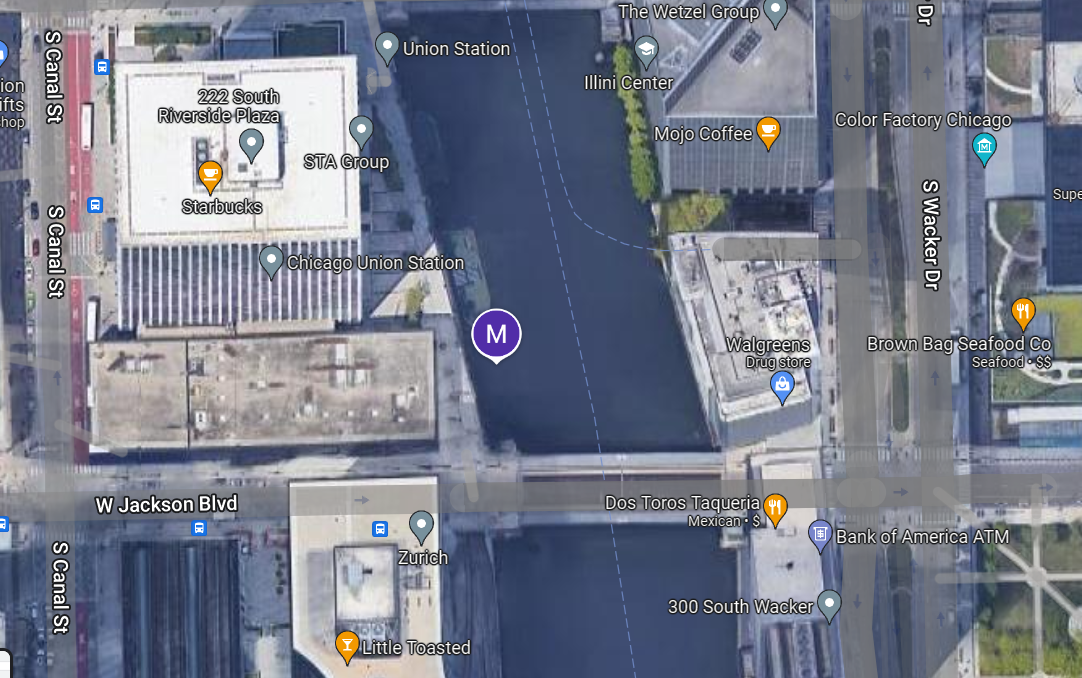 The Wetzel Group
Dr
Union Station
S Canal St
Illini Center
ion
ifts
hop
222 South
Riverside Plaza
Color Factory Chicago
Mojo Coffee
STA Group
Supe
Starbucks
S Canal St
S Wacker Dr
Chicago Union Station
M
Walgreens
Drug store
Brown Bag Seafood Co
Seafood • $$
W Jackson Blvd
Dos Toros Taqueria
Mexican • $
Bank of America ATM
Zurich
S Canal St
300 South Wacker
Little Toasted